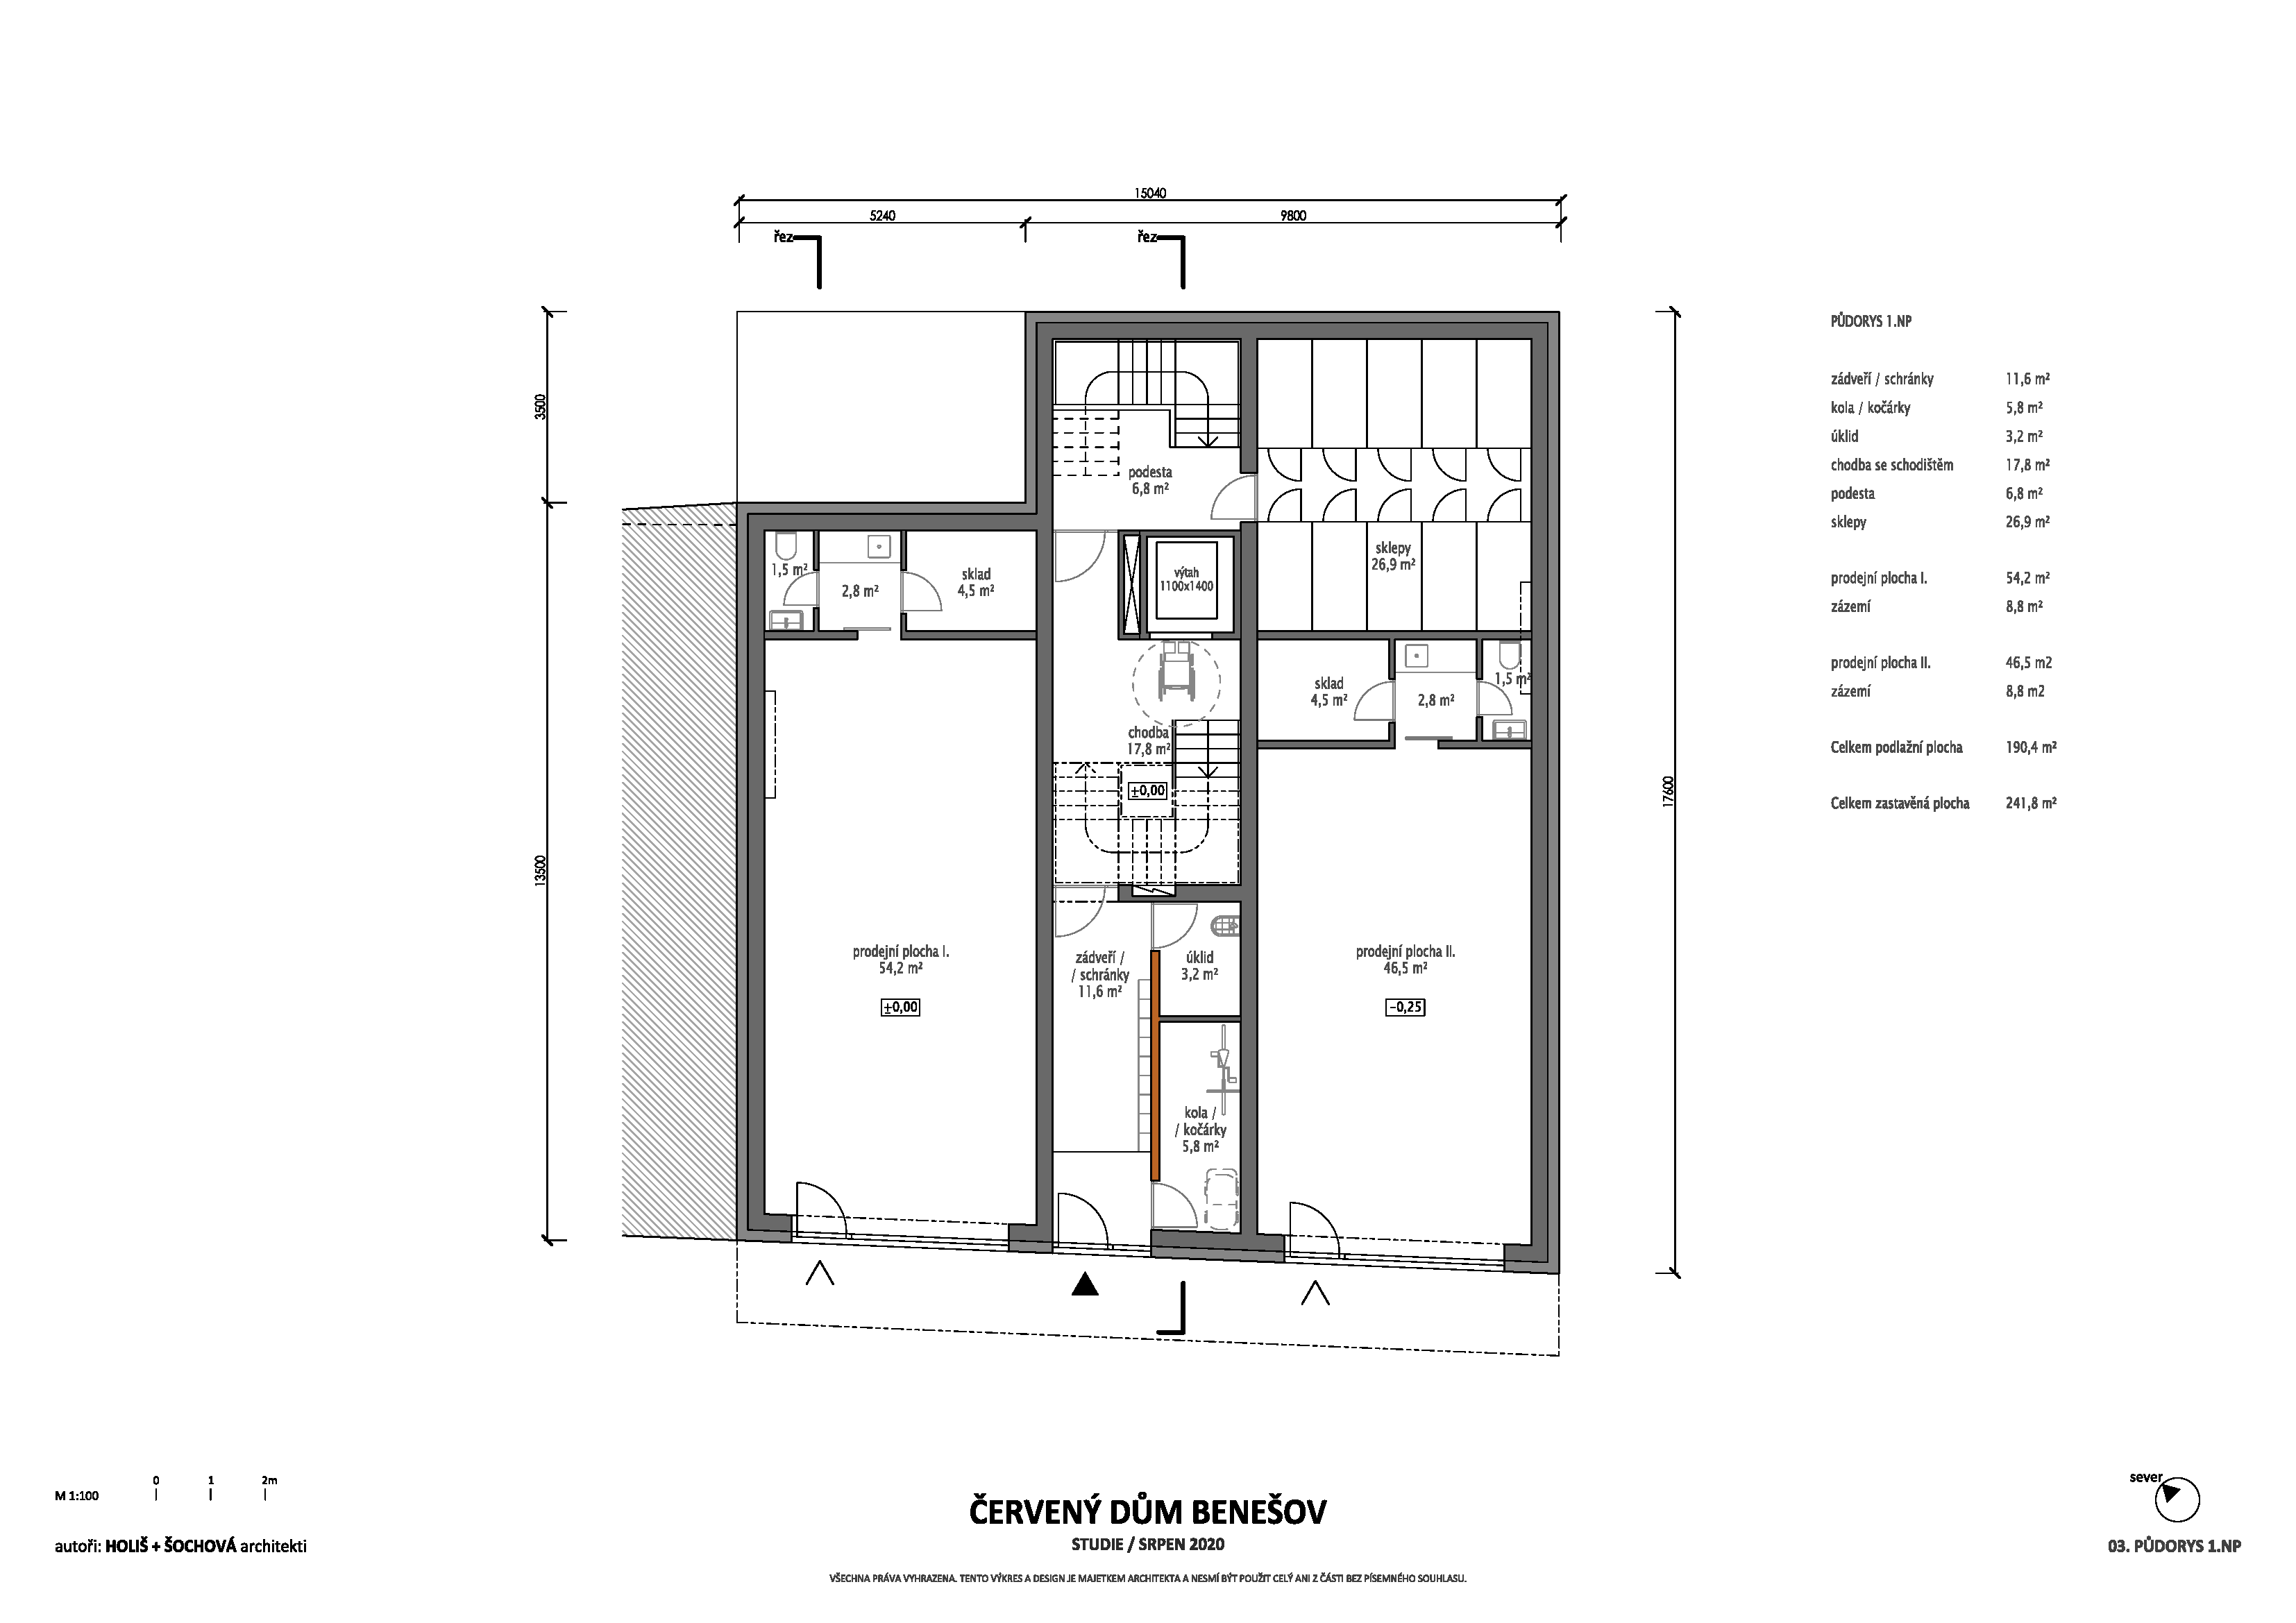 15040
5240
9800
řez
řez
3500
13500
17600
podesta
6,8 m²
výtah
1100x1400
sklepy
26,9 m²
1,5 m²
2,8 m²
sklad
4,5 m²
sklad
4,5 m²
2,8 m²
1,5 m²
chodba
17,8 m²
±0,00
prodejní plocha I.
54,2 m²
±0,00
zádveří /
/ schránky
11,6 m²
úklid
3,2 m²
prodejní plocha II.
46,5 m²
-0,25
kola /
/ kočárky
5,8 m²
PŮDORYS 1.NP
zádveří / schránky 11,6 m²
kola / kočárky 5,8 m²
úklid 3,2 m²
chodba se schodištěm 17,8 m²
podesta 6,8 m²
sklepy 26,9 m²
prodejní plocha I. 54,2 m²
zázemí 8,8 m²
prodejní plocha II. 46,5 m2
zázemí 8,8 m2
Celkem podlažní plocha 190,4 m²
Celkem zastavěná plocha 241,8 m²
M 1:100
0 1 2m
autoři: HOLIŠ + ŠOCHOVÁ architekti
ČERVENÝ DŮM BENEŠOV
STUDIE / SRPEN 2020
VŠECHNA PRÁVA VYHRAZENA. TENTO VÝKRES A DESIGN JE MAJETKEM ARCHITEKTA A NESMÍ BÝT POUŽIT CELÝ ANI Z ČÁSTI BEZ PÍSEMNÉHO SOUHLASU.
sever
03. PŮDORYS 1.NP